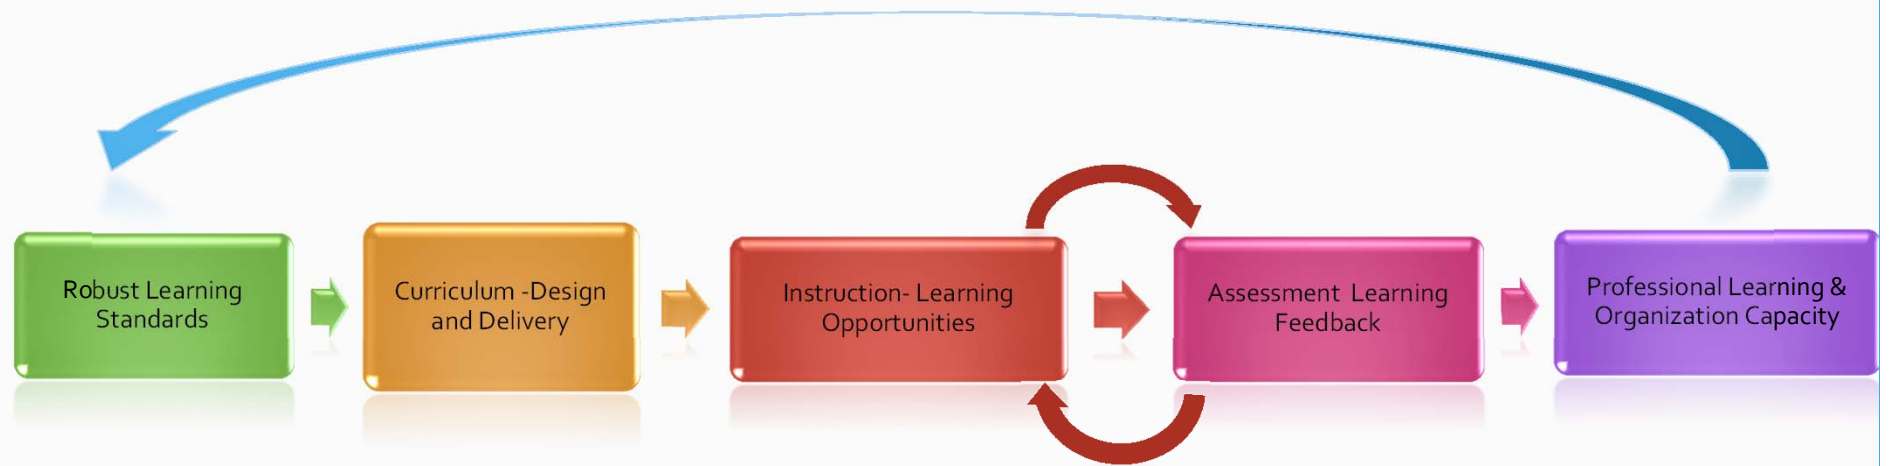 Robust Learning
Standards
Curriculum -Design
and Delivery
Instruction- Learning
Opportunities
Assessment Learning
Feedback
Professional Learning &
Organization Capacity